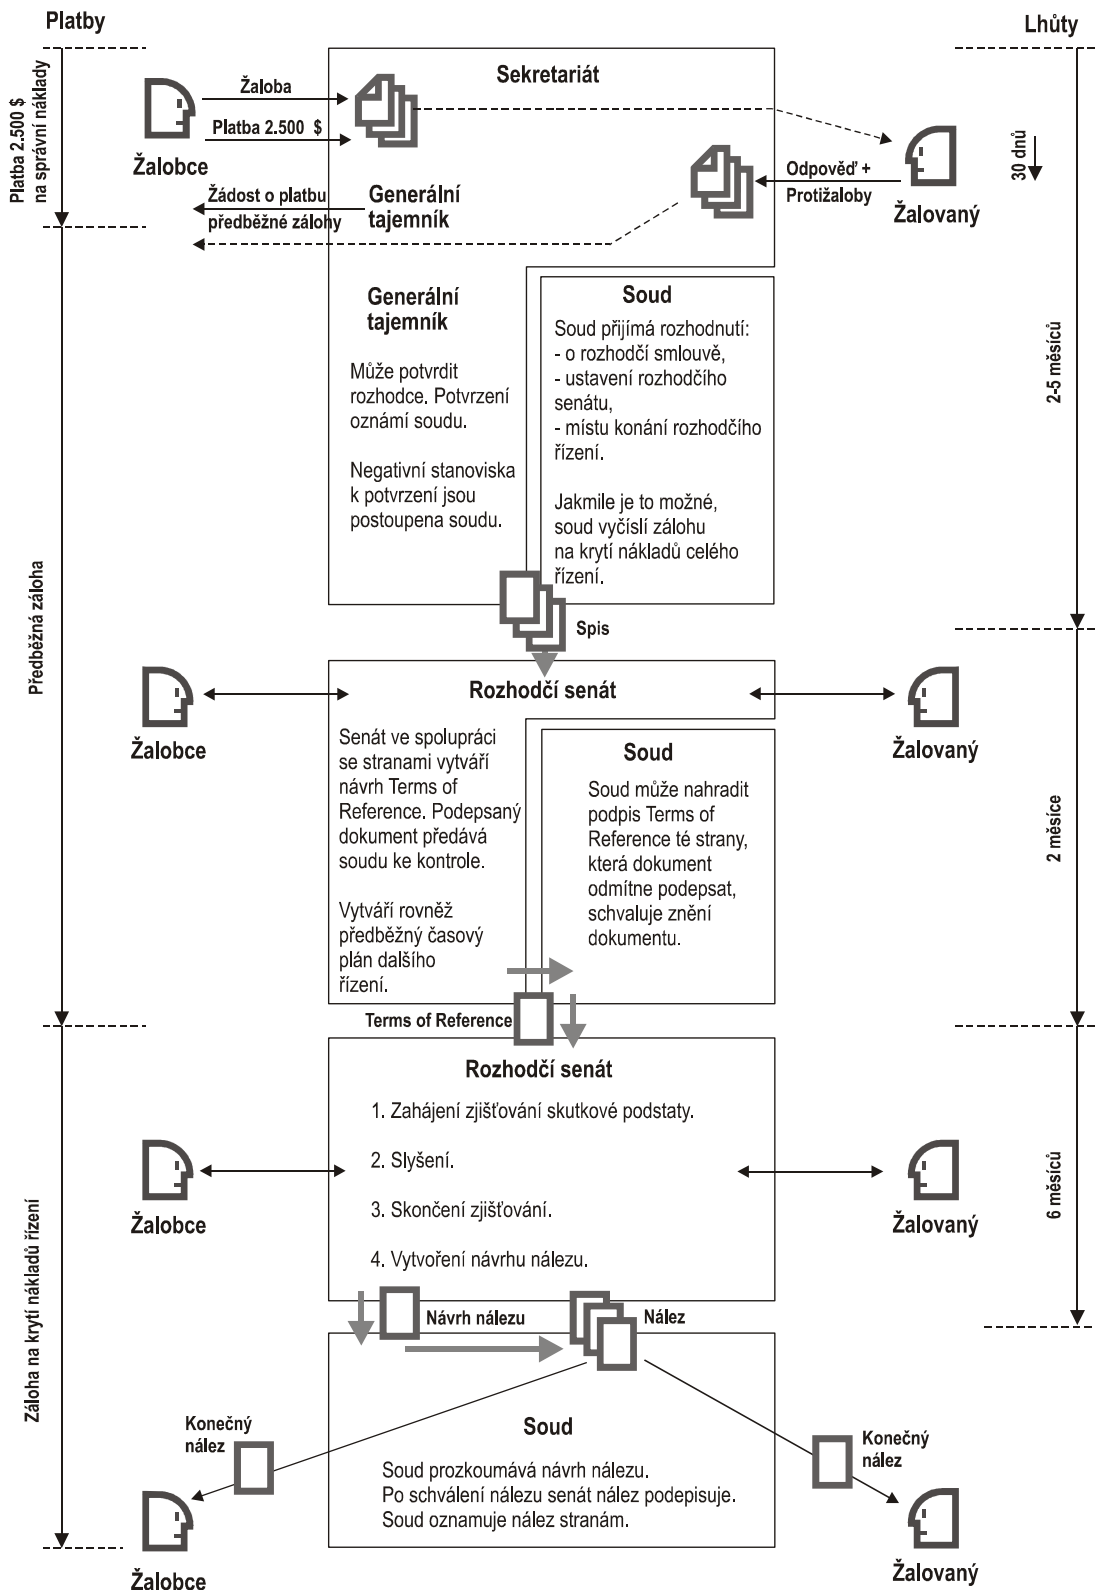 Platby
Lhůty
Platba 2.500 $
na správní náklady
Sekretariát
Žaloba
Platba 2.500 $
Žalobce
30 dnů
Odpověď +
Protižaloby
Žalovaný
Žádost o platbu
předběžné zálohy
Generální
tajemník
Generální
tajemník
Může potvrdit
rozhodce. Potvrzení
oznámí soudu.
Negativní stanoviska
k potvrzení jsou
postoupena soudu.
Soud
Soud přijímá rozhodnutí:
- o rozhodčí smlouvě,
- ustavení rozhodčího
senátu,
- místu konání rozhodčího
řízení.
Jakmile je to možné,
soud vyčíslí zálohu
na krytí nákladů celého
řízení.
2-5 měsíců
Předběžná záloha
Spis
Rozhodčí senát
Žalobce
Žalovaný
Senát ve spolupráci
se stranami vytváří
návrh Terms of
Reference. Podepsaný
dokument předává
soudu ke kontrole.
Vytváří rovněž
předběžný časový
plán dalšího
řízení.
Soud
Soud může nahradit
podpis Terms of
Reference té strany,
která dokument
odmítne podepsat,
schvaluje znění
dokumentu.
2 měsíce
Terms of Reference
Rozhodčí senát
1. Zahájení zjišťování skutkové podstaty.
2. Slyšení.
3. Skončení zjišťování.
4. Vytvoření návrhu nálezu.
Žalobce
Žalovaný
6 měsíců
Záloha na krytí nákladů řízení
Návrh nálezu
Nález
Soud
Soud prozkoumává návrh nálezu.
Po schválení nálezu senát nález podepisuje.
Soud oznamuje nález stranám.
Konečný
nález
Konečný
nález
Žalobce
Žalovaný